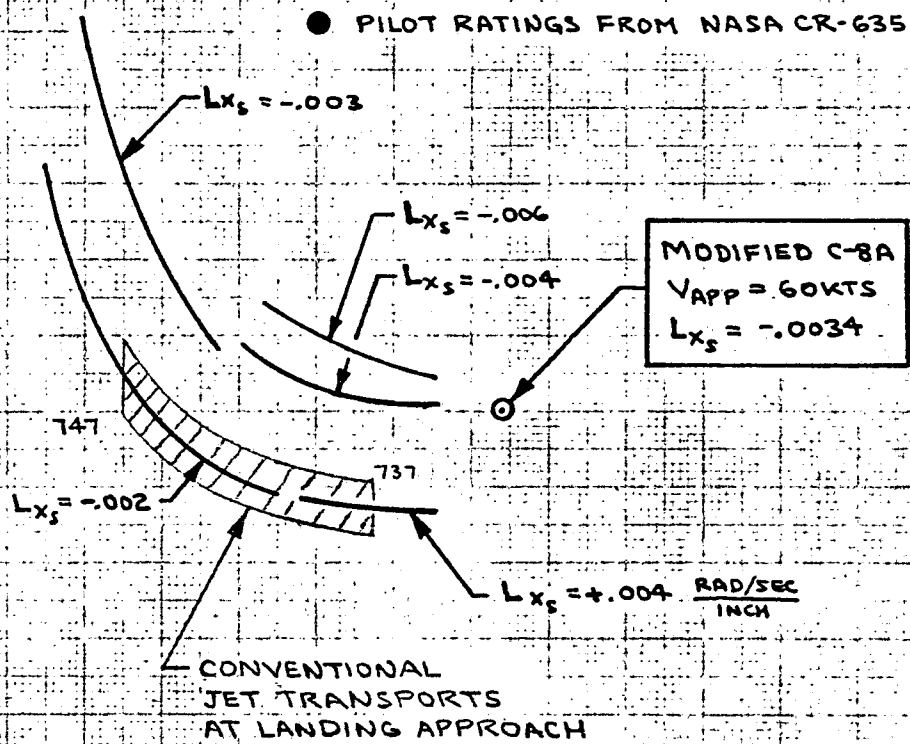 ● PILOT RATINGS FROM NASA CR-635
Lxₛ = -.003
Lxₛ = -.006
Lxₛ = -.004
MODIFIED C-8A
VAPP = 60KTS
Lxₛ = -.0034
747
737
Lxₛ = -.002
Lxₛ = +.004 RAD/SEC
INCH
CONVENTIONAL
JET TRANSPORTS
AT LANDING APPROACH